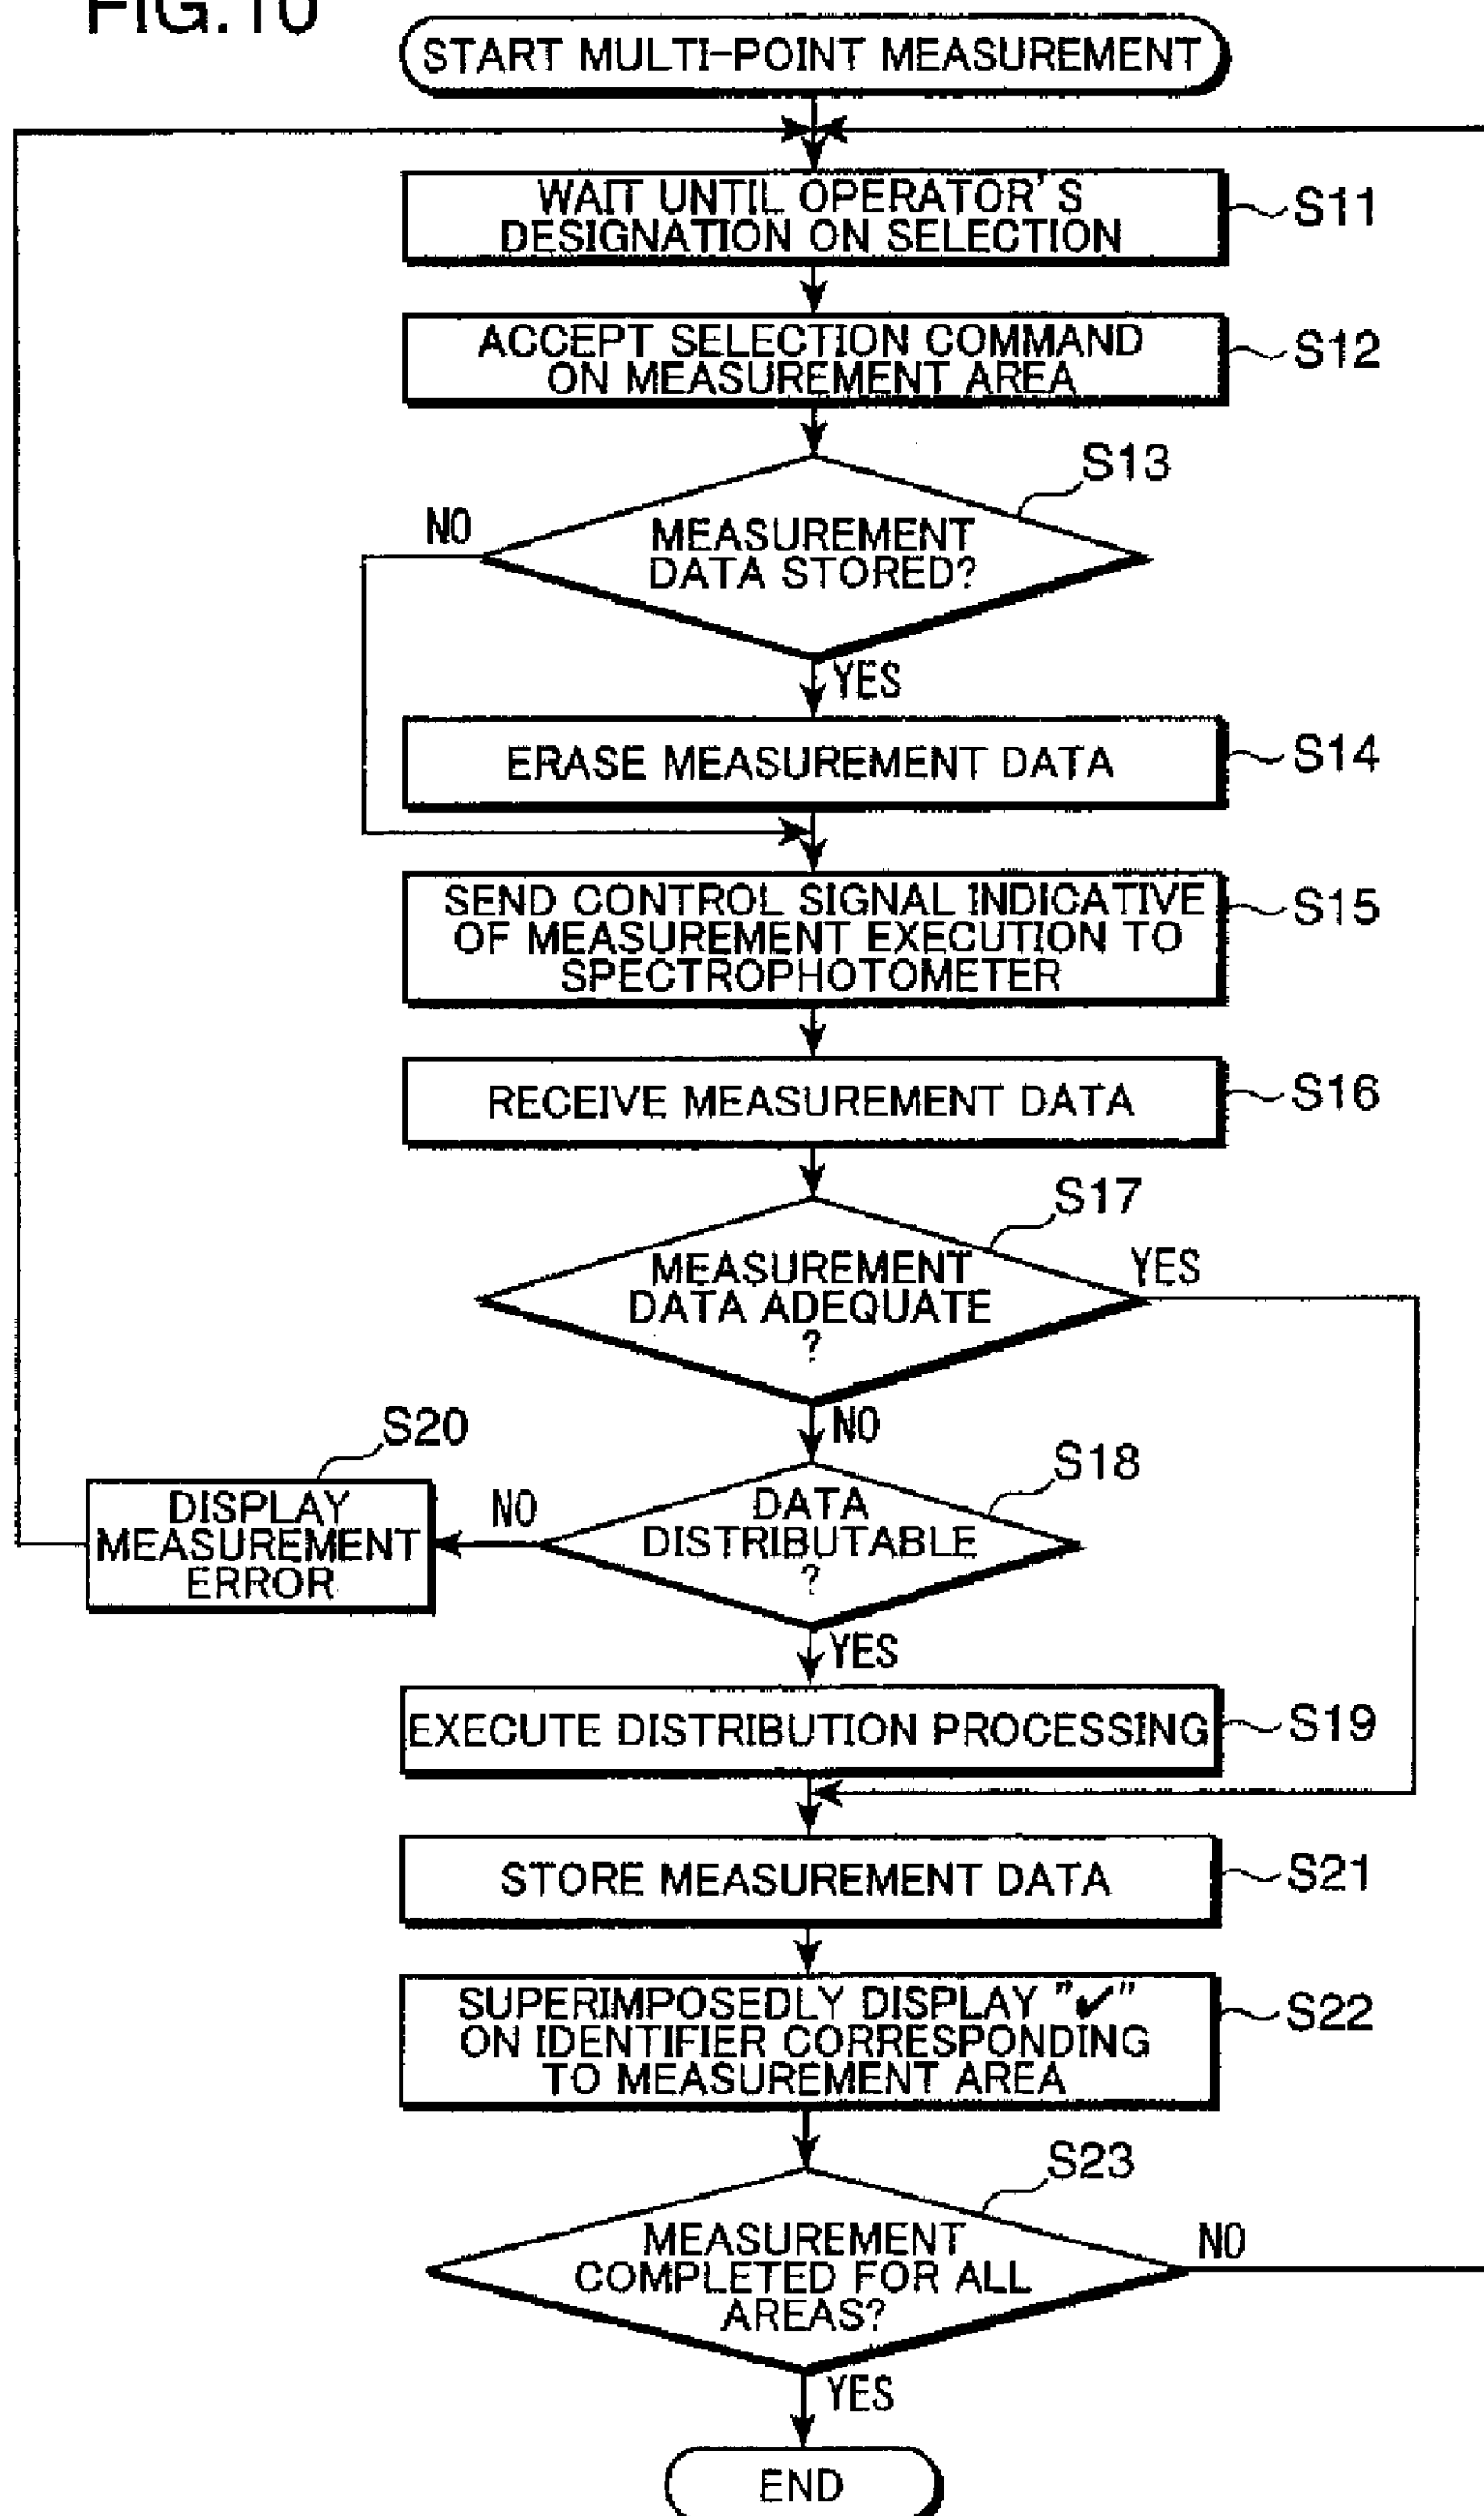 FIG.10
START MULTI-POINT MEASUREMENT
WAIT UNTIL OPERATOR'S
DESIGNATION ON SELECTION
S11
ACCEPT SELECTION COMMAND
ON MEASUREMENT AREA
S12
S13
NO
MEASUREMENT
DATA STORED?
YES
ERASE MEASUREMENT DATA
S14
SEND CONTROL SIGNAL INDICATIVE
OF MEASUREMENT EXECUTION TO
SPECTROPHOTOMETER
S15
RECEIVE MEASUREMENT DATA
S16
S17
MEASUREMENT
DATA ADEQUATE
?
YES
NO
S20
S18
DISPLAY
MEASUREMENT
ERROR
NO
DATA
DISTRIBUTABLE
?
YES
EXECUTE DISTRIBUTION PROCESSING
S19
STORE MEASUREMENT DATA
S21
SUPERIMPOSEDLY DISPLAY "✔"
ON IDENTIFIER CORRESPONDING
TO MEASUREMENT AREA
S22
S23
MEASUREMENT
COMPLETED FOR ALL
AREAS?
NO
YES
END